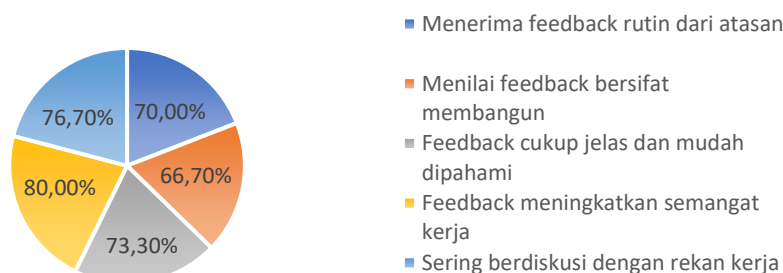 70,00%
66,70%
73,30%
80,00%
76,70%
Menerima feedback rutin dari atasan
Menilai feedback bersifat
membangun
Feedback cukup jelas dan mudah
dipahami
Feedback meningkatkan semangat
kerja
Sering berdiskusi dengan rekan kerja